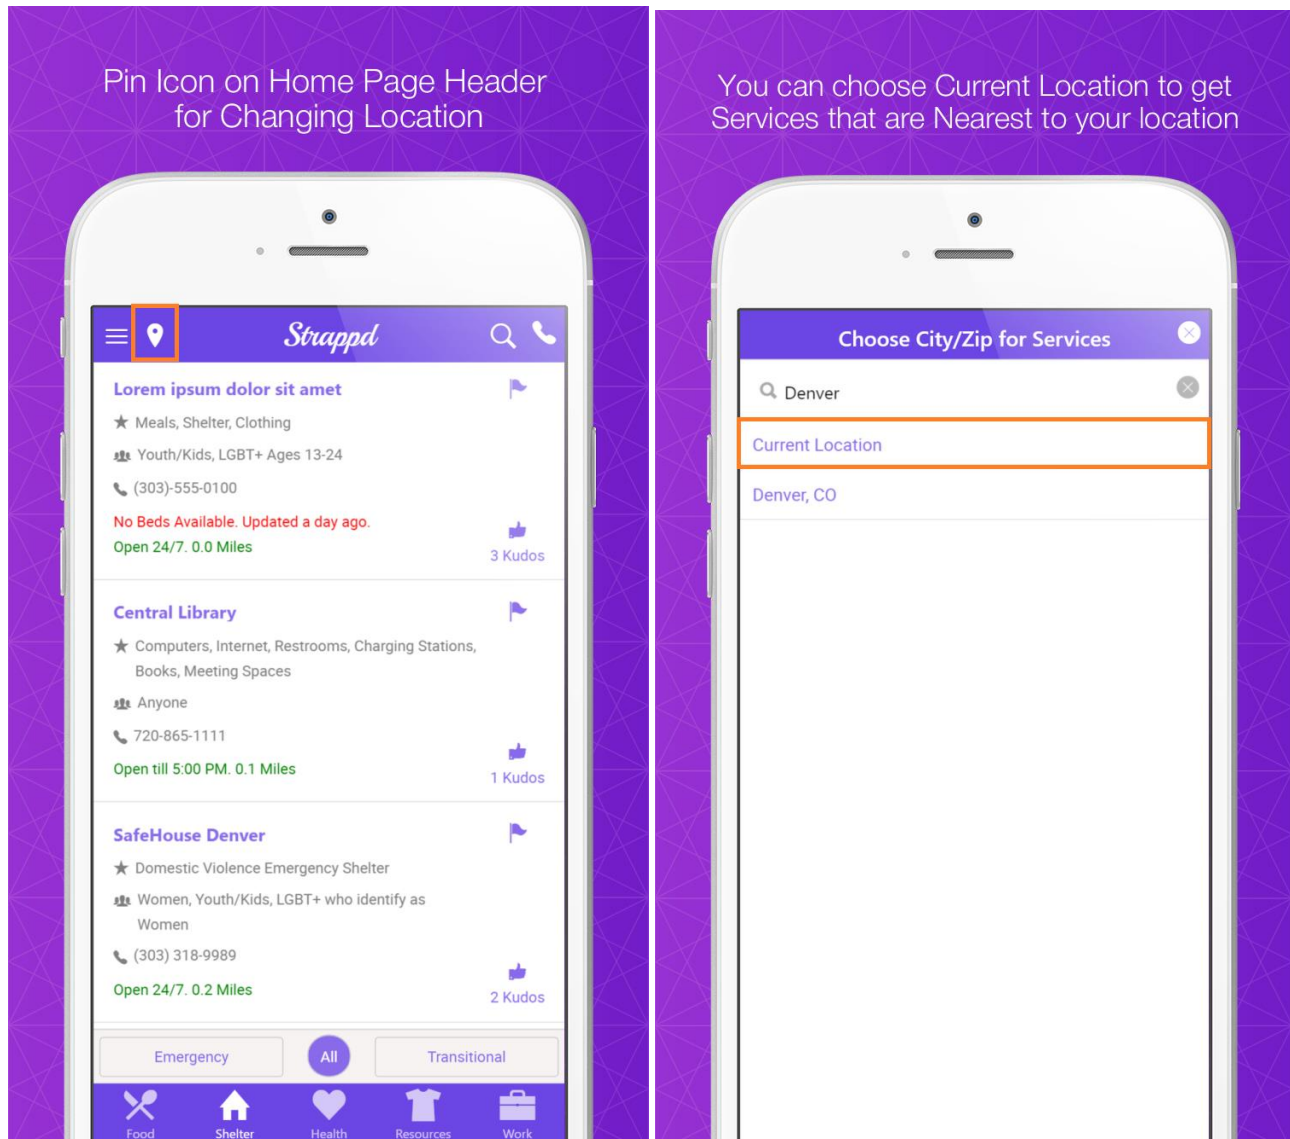 Pin Icon on Home Page Header
for Changing Location
Strappd
Lorem ipsum dolor sit amet
Meals, Shelter, Clothing
Youth/Kids, LGBT+ Ages 13-24
(303)-555-0100
No Beds Available. Updated a day ago.
Open 24/7. 0.0 Miles
3 Kudos
Central Library
Computers, Internet, Restrooms, Charging Stations,
Books, Meeting Spaces
Anyone
720-865-1111
Open till 5:00 PM. 0.1 Miles
1 Kudos
SafeHouse Denver
Domestic Violence Emergency Shelter
Women, Youth/Kids, LGBT+ who identify as
Women
(303) 318-9989
Open 24/7. 0.2 Miles
2 Kudos
Emergency All Transitional
Food Shelter Health Resources Work
You can choose Current Location to get
Services that are Nearest to your location
Choose City/Zip for Services
Denver
Current Location
Denver, CO